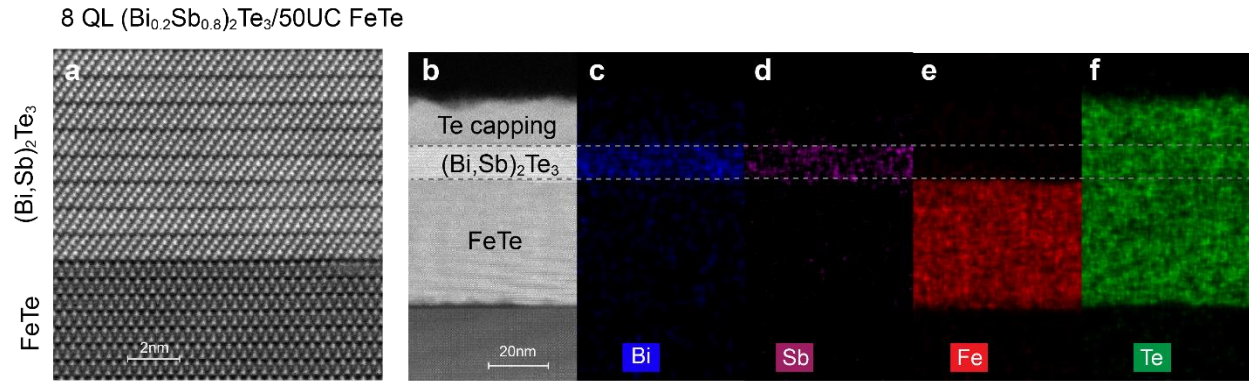 8 QL (Bi₀.₂Sb₀.₈)₂Te₃/50UC FeTe
a
(Bi,Sb)₂Te₃
FeTe
2nm
b
Te capping
(Bi,Sb)₂Te₃
FeTe
20nm
c
Bi
d
Sb
e
Fe
f
Te